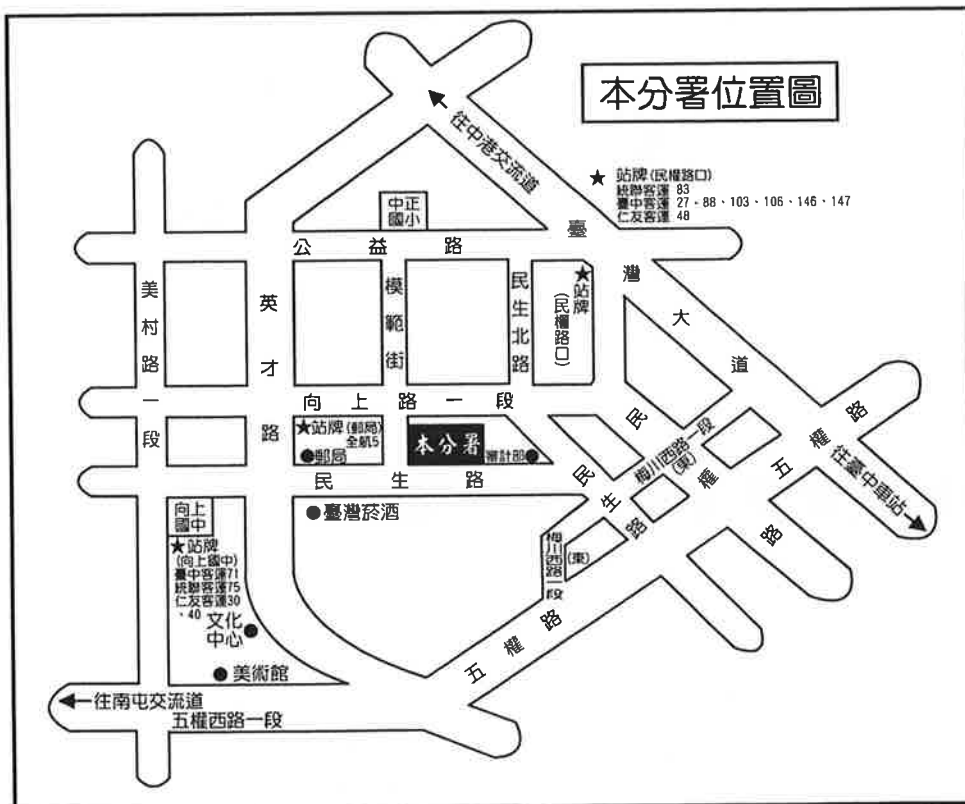 本分署位置圖
往中港交流道
★ 站牌(民權路口)
統聯客運 83
臺中客運 27、88、103、106、146、147
仁友客運 48
中正
國小
公益路
臺灣大道
美村路一段
英才路
模範街
民生北路
★站牌
(民權路口)
向上路一段
★站牌(郵局)
全航5
●郵局
本分署
審計部●
民權路
梅川西路一段
(東)
五權路
往臺中車站
民生路
民生路
●臺灣菸酒
向上
國中
★站牌
(向上國中)
臺中客運71
統聯客運75
仁友客運30
、40
文化
中心●
●美術館
梅川西路一段
(東)
五權路
路
往南屯交流道
五權西路一段